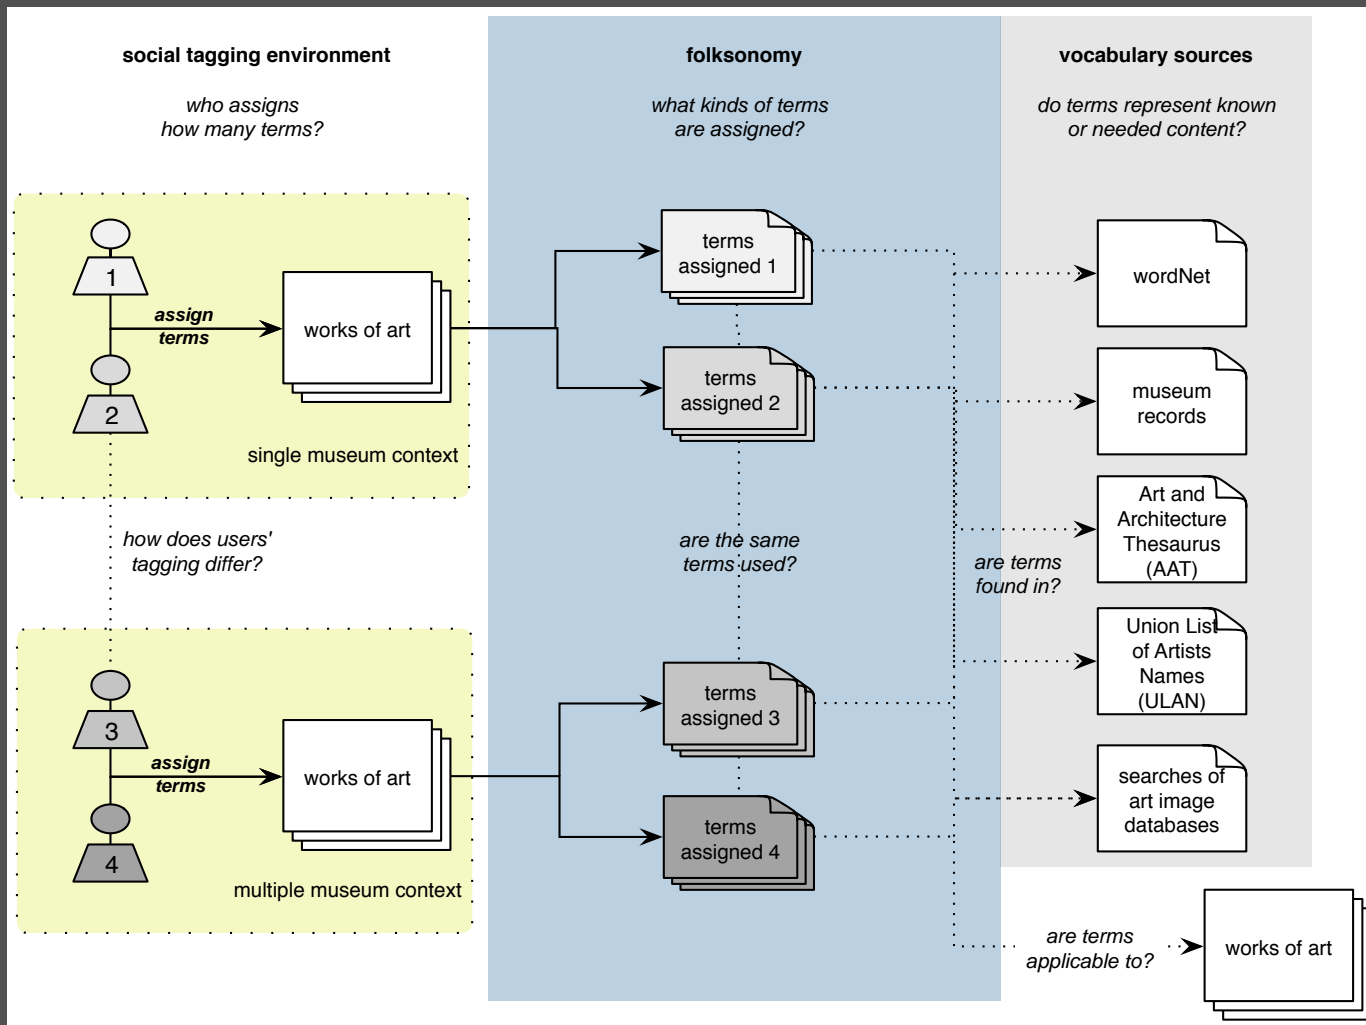 social tagging environment
who assigns
how many terms?
1
assign
terms
2
works of art
single museum context
how does users'
tagging differ?
3
assign
terms
4
works of art
multiple museum context
folksonomy
what kinds of terms
are assigned?
terms
assigned 1
terms
assigned 2
are the same
terms used?
terms
assigned 3
terms
assigned 4
vocabulary sources
do terms represent known
or needed content?
wordNet
museum
records
Art and
Architecture
Thesaurus
(AAT)
are terms
found in?
Union List
of Artists
Names
(ULAN)
searches of
art image
databases
are terms
applicable to?
works of art